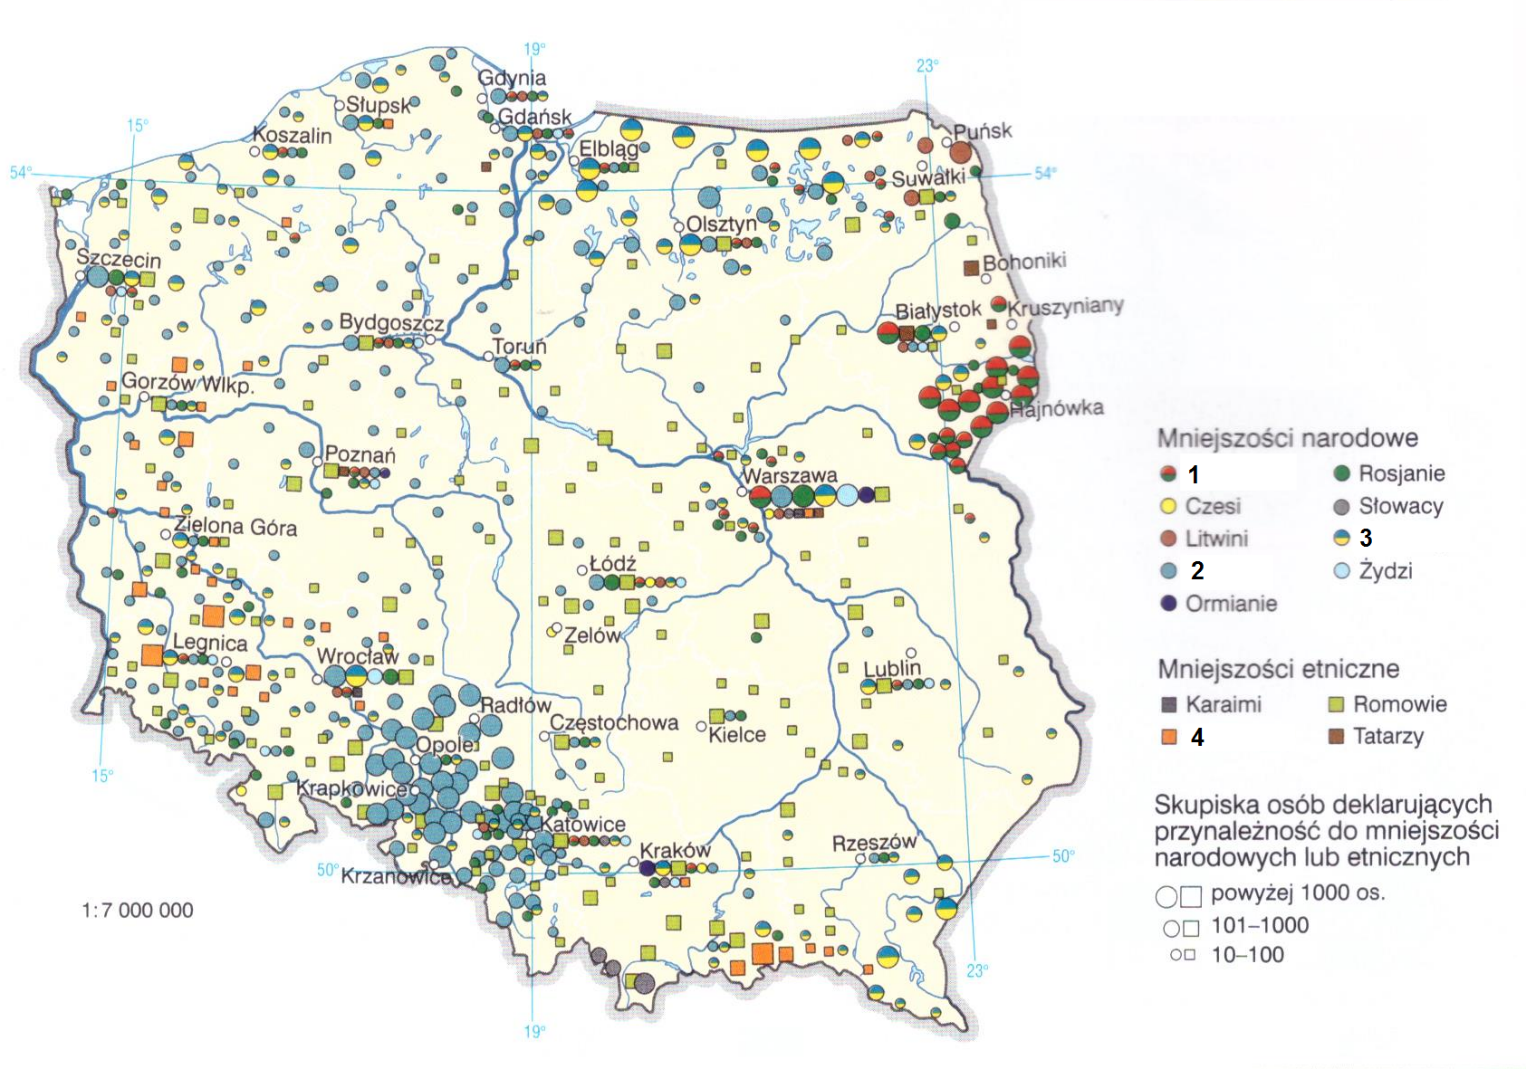 19°
23°
Gdynia
Słupsk
Gdańsk
15°
Koszalin
Puńsk
Elbląg
54°
54°
Suwałki
Olsztyn
Szczecin
Bohoniki
Białystok
Kruszyniany
Bydgoszcz
Toruń
Gorzów Wlkp.
Hajnówka
Poznań
Warszawa
Zielona Góra
Łódź
Zelów
Legnica
Wrocław
Lublin
Radłów
Częstochowa
Kielce
Opole
15°
Krapkowice
Katowice
Rzeszów
Kraków
50°
50°
Krzanowice
1:7 000 000
23°
19°
Mniejszości narodowe
1 Rosjanie
Czesi Słowacy
Litwini 3
2 Żydzi
Ormianie
Mniejszości etniczne
Karaimi Romowie
4 Tatarzy
Skupiska osób deklarujących
przynależność do mniejszości
narodowych lub etnicznych
powyżej 1000 os.
101–1000
10–100